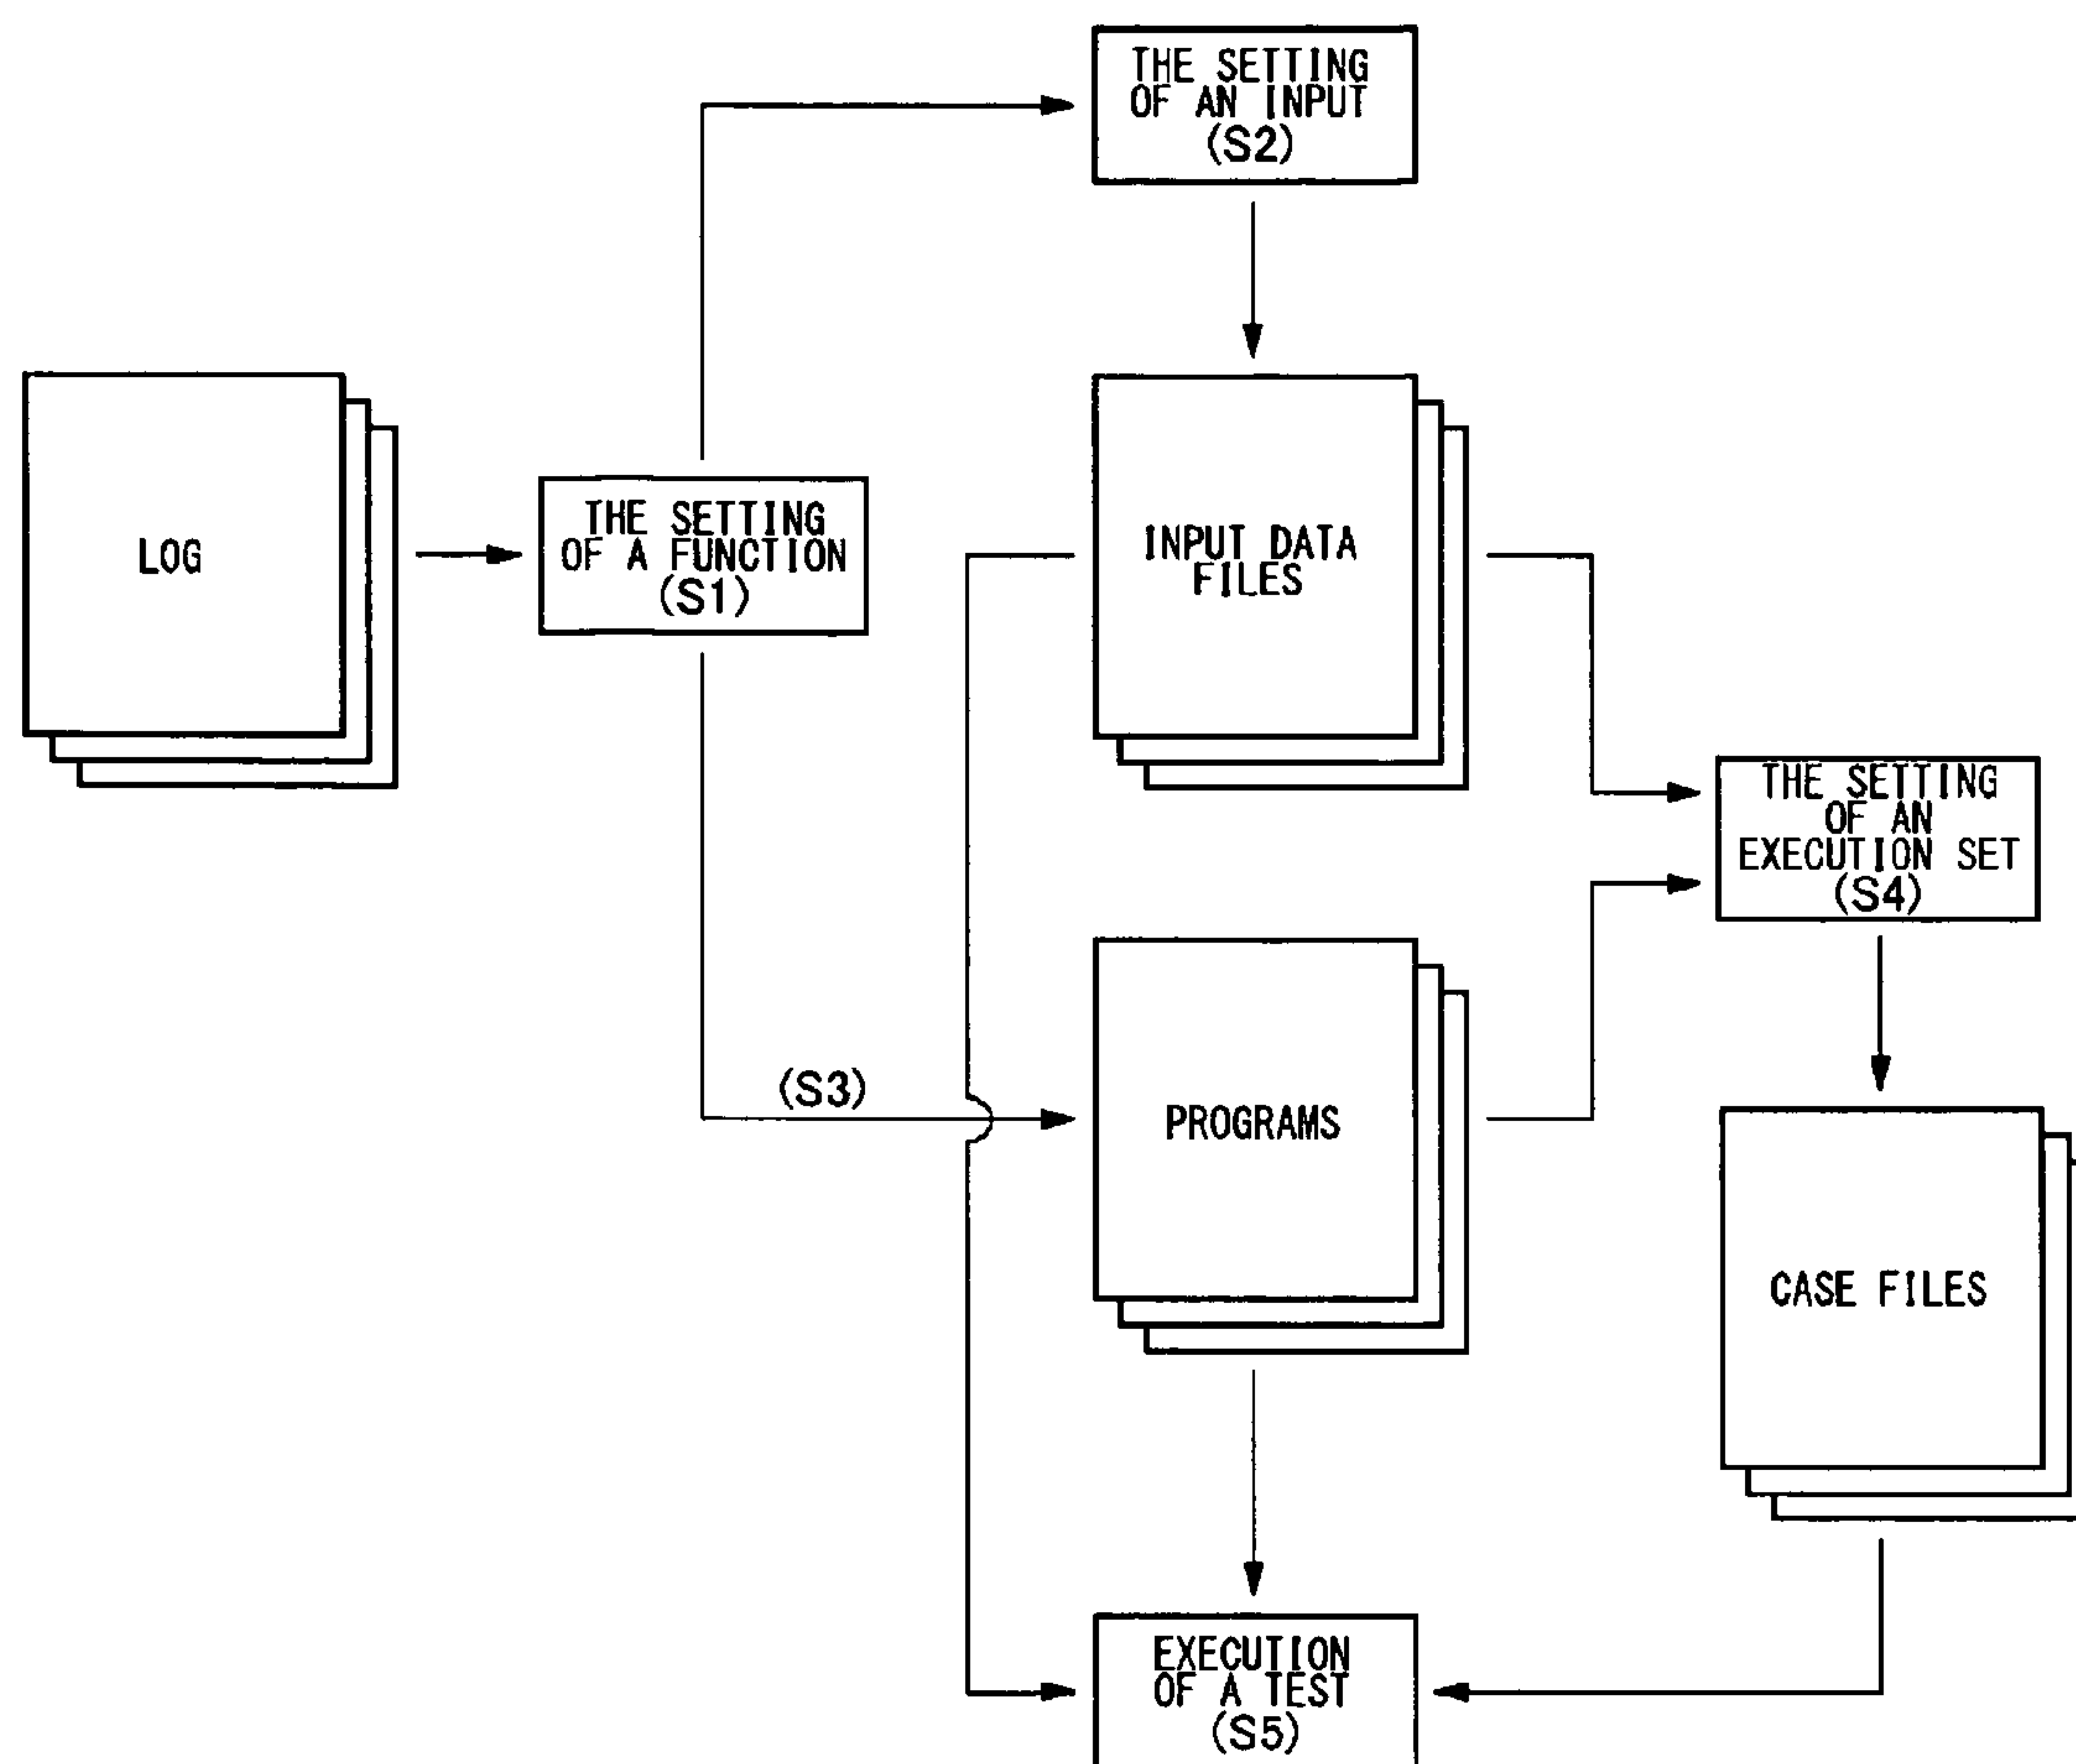 THE SETTING
OF AN INPUT
(S2)
LOG
THE SETTING
OF A FUNCTION
(S1)
INPUT DATA
FILES
THE SETTING
OF AN
EXECUTION SET
(S4)
(S3)
PROGRAMS
CASE FILES
EXECUTION
OF A TEST
(S5)